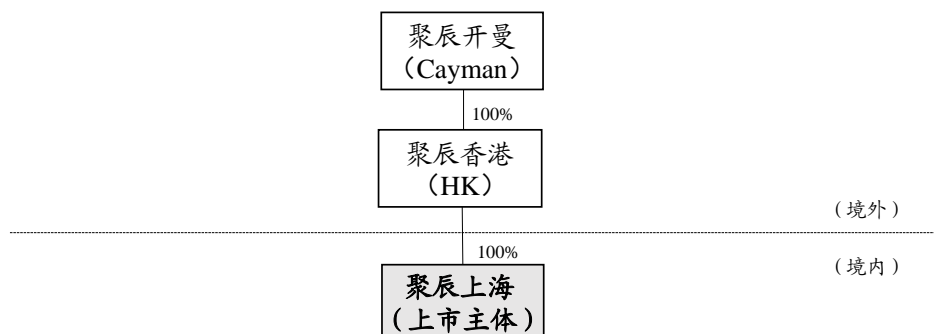 聚辰开曼
（Cayman）
100%
聚辰香港
（HK）
（境外）
100%
（境内）
聚辰上海
（上市主体）